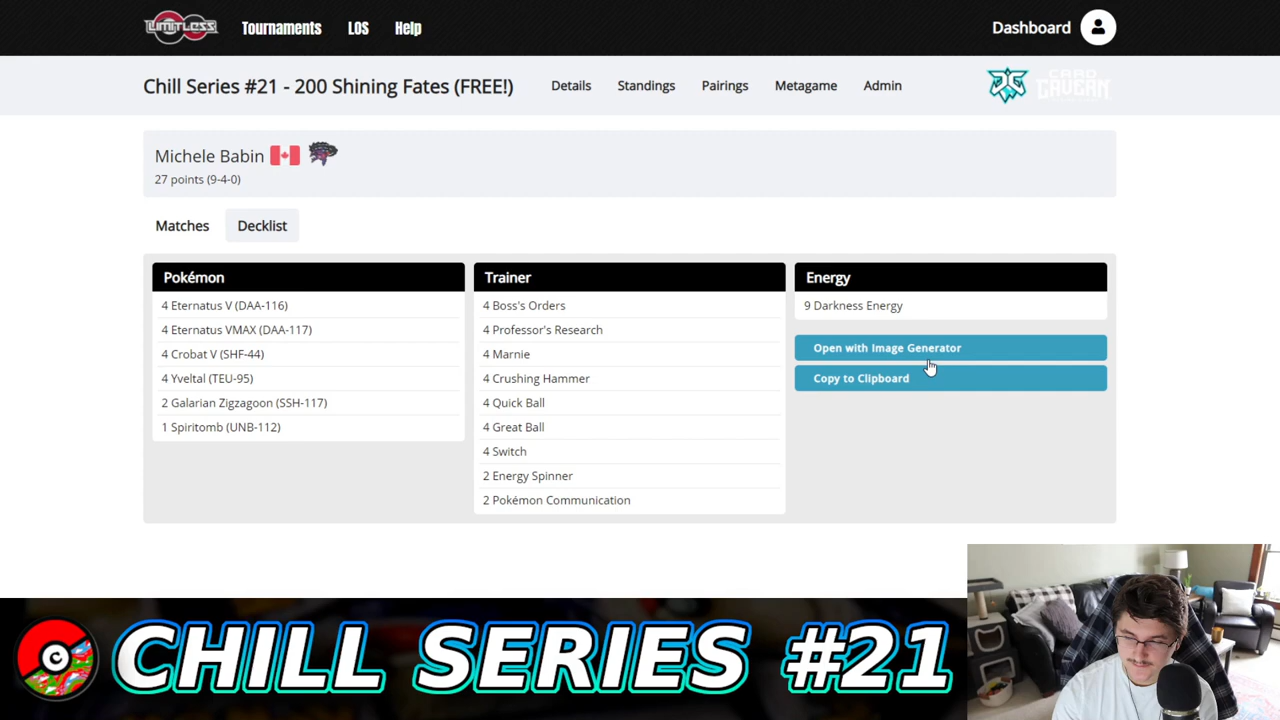 LIMITLESS
Tournaments
LOS
Help
Dashboard
Chill Series #21 - 200 Shining Fates (FREE!)
Details
Standings
Pairings
Metagame
Admin
CARD
CAVERN
Michele Babin
27 points (9-4-0)
Matches
Decklist
Pokémon
4 Eternatus V (DAA-116)
4 Eternatus VMAX (DAA-117)
4 Crobat V (SHF-44)
4 Yveltal (TEU-95)
2 Galarian Zigzagoon (SSH-117)
1 Spiritomb (UNB-112)
Trainer
4 Boss's Orders
4 Professor's Research
4 Marnie
4 Crushing Hammer
4 Quick Ball
4 Great Ball
4 Switch
2 Energy Spinner
2 Pokémon Communication
Energy
9 Darkness Energy
Open with Image Generator
Copy to Clipboard
CHILL SERIES #21